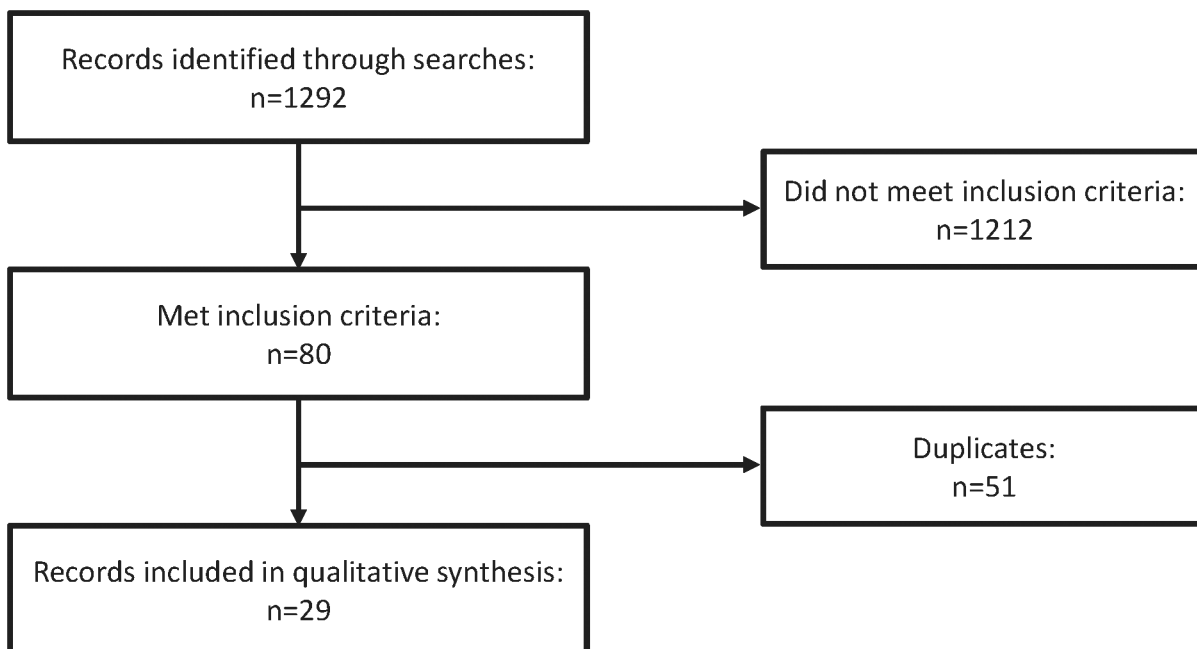 Records identified through searches:
n=1292
Did not meet inclusion criteria:
n=1212
Met inclusion criteria:
n=80
Duplicates:
n=51
Records included in qualitative synthesis:
n=29